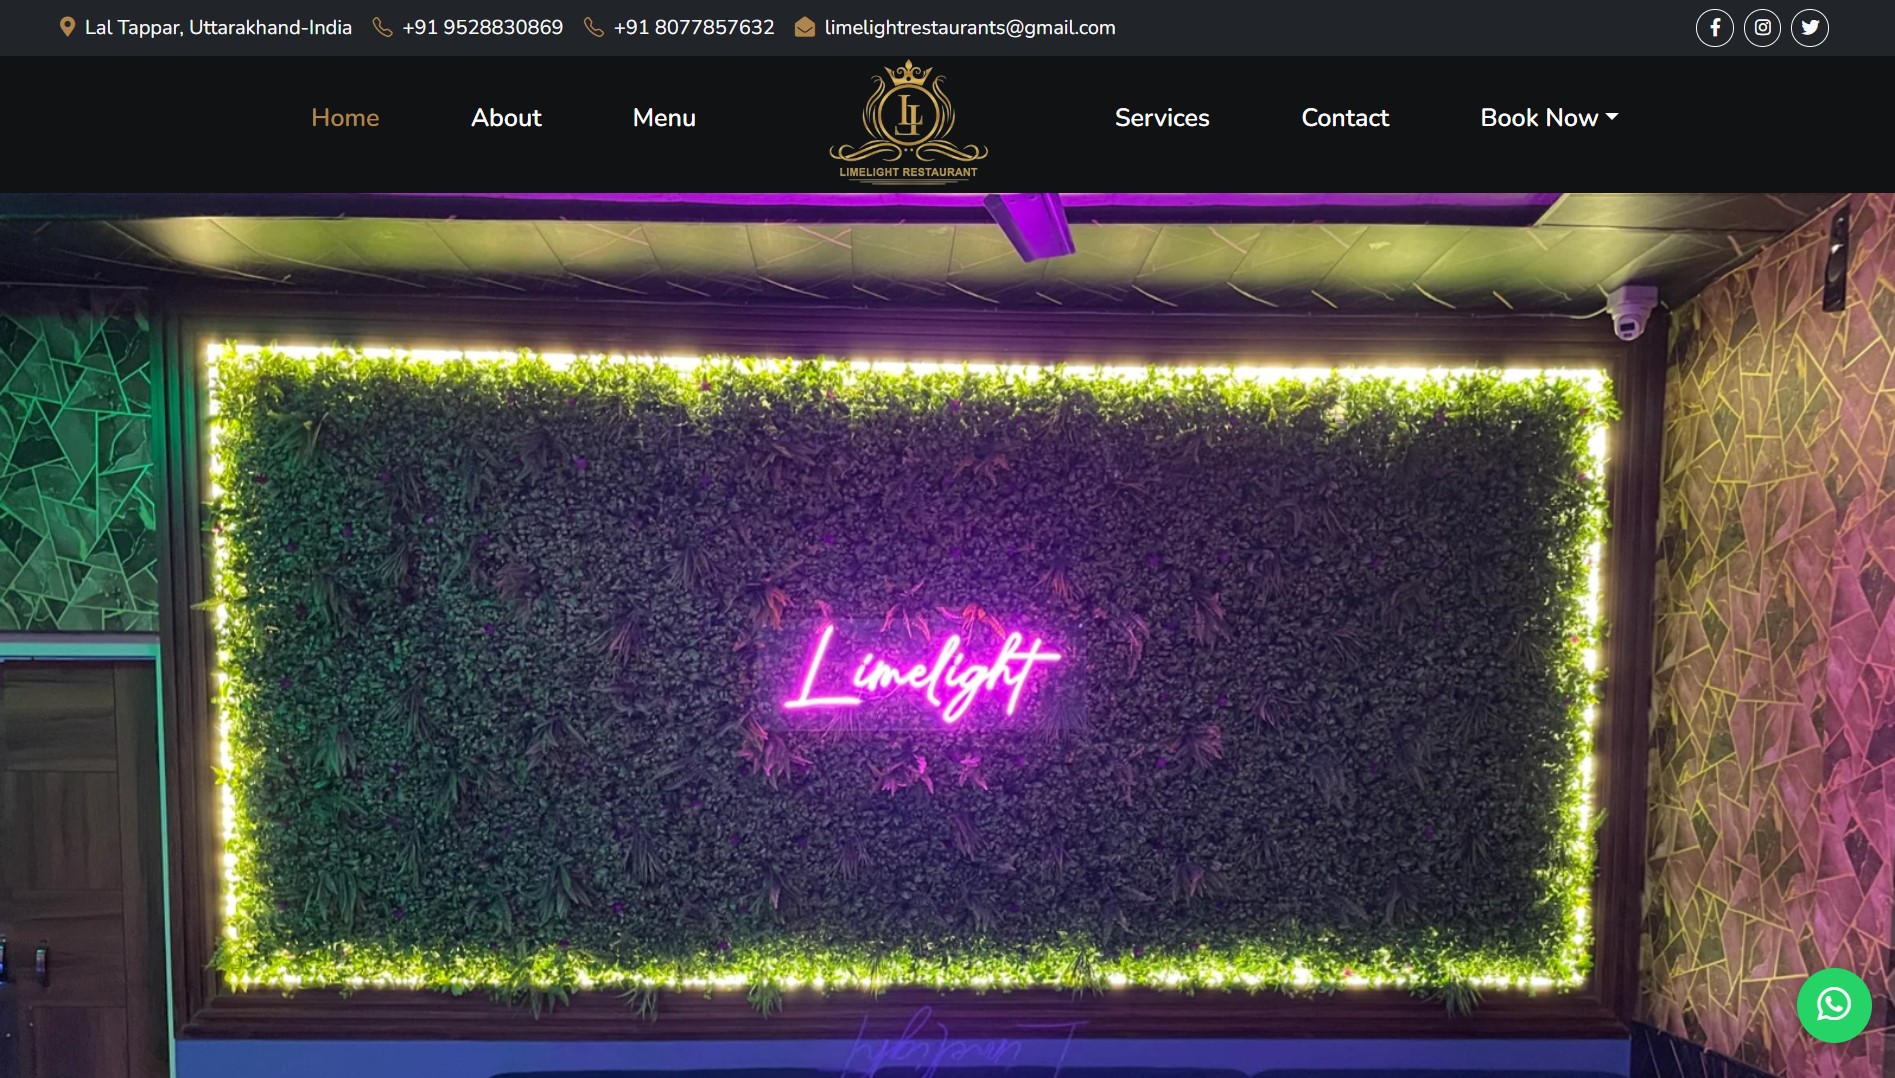 Lal Tappar, Uttarakhand-India +91 9528830869 +91 8077857632 limelightrestaurants@gmail.com
Home About Menu
LIMELIGHT RESTAURANT
Services Contact Book Now
Limelight